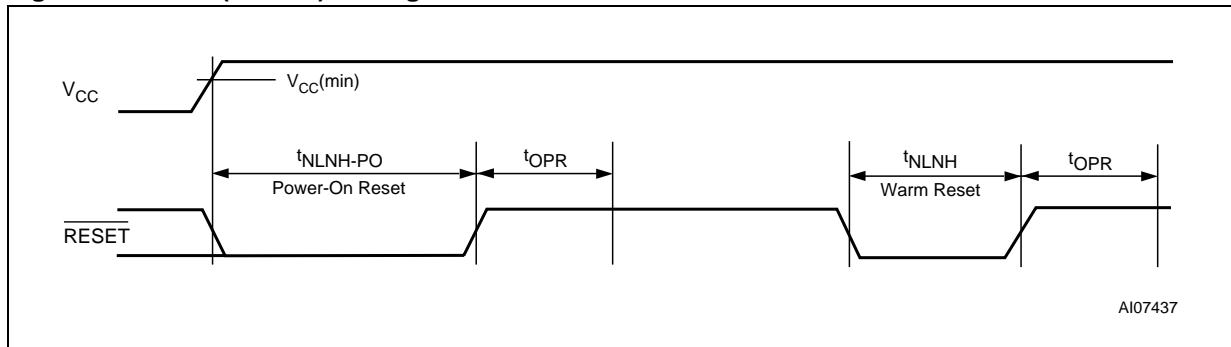 VCC
VCC(min)
tNLNH-PO
tOPR
tNLNH
tOPR
Power-On Reset
Warm Reset
RESET
AI07437